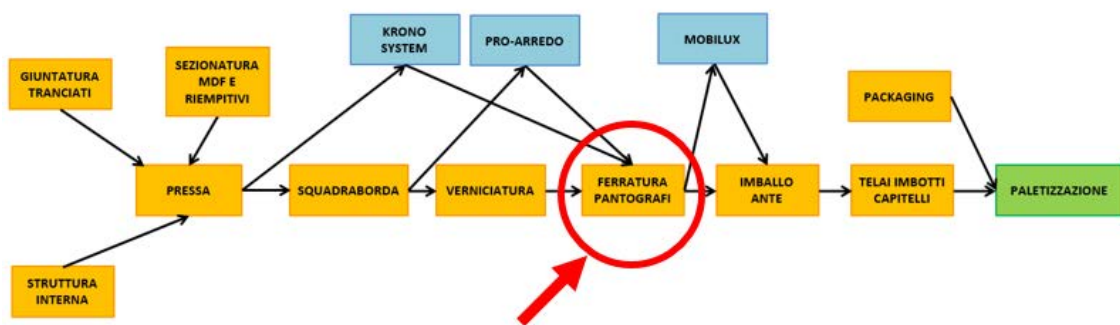 KRONO
SYSTEM
PRO-ARREDO
MOBILUX
GIUNTATURA
TRANCIATI
SEZIONATURA
MDF E
RIEMPITIVI
PACKAGING
PRESSA
SQUADRABORDA
VERNICIATURA
FERRATURA
PANTOGRAFI
IMBALLO
ANTE
TELAI IMBOTTI
CAPITELLI
PALETIZZAZIONE
STRUTTURA
INTERNA